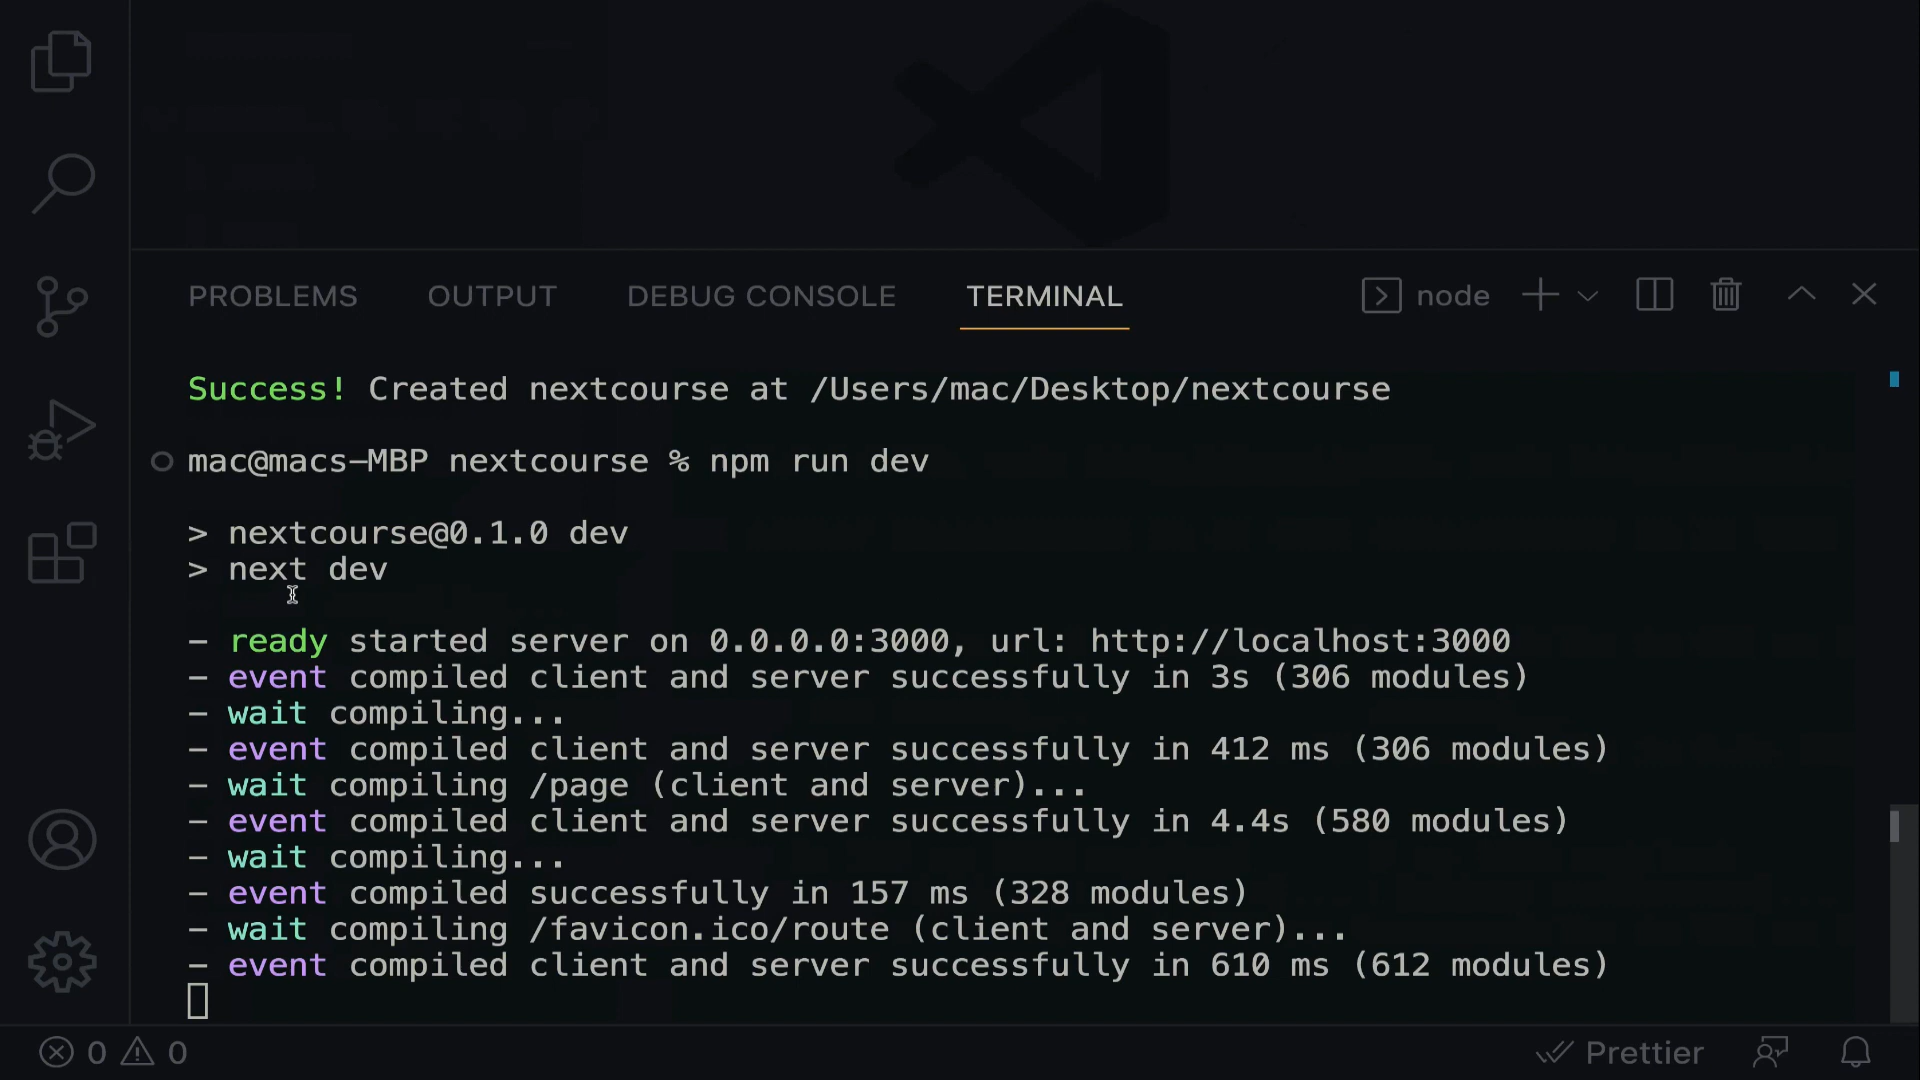 PROBLEMS OUTPUT DEBUG CONSOLE TERMINAL node
Success! Created nextcourse at /Users/mac/Desktop/nextcourse
mac@macs-MBP nextcourse % npm run dev
> nextcourse@0.1.0 dev
> next dev
- ready started server on 0.0.0.0:3000, url: http://localhost:3000
- event compiled client and server successfully in 3s (306 modules)
- wait compiling...
- event compiled client and server successfully in 412 ms (306 modules)
- wait compiling /page (client and server)...
- event compiled client and server successfully in 4.4s (580 modules)
- wait compiling...
- event compiled successfully in 157 ms (328 modules)
- wait compiling /favicon.ico/route (client and server)...
- event compiled client and server successfully in 610 ms (612 modules)
0 0 Prettier